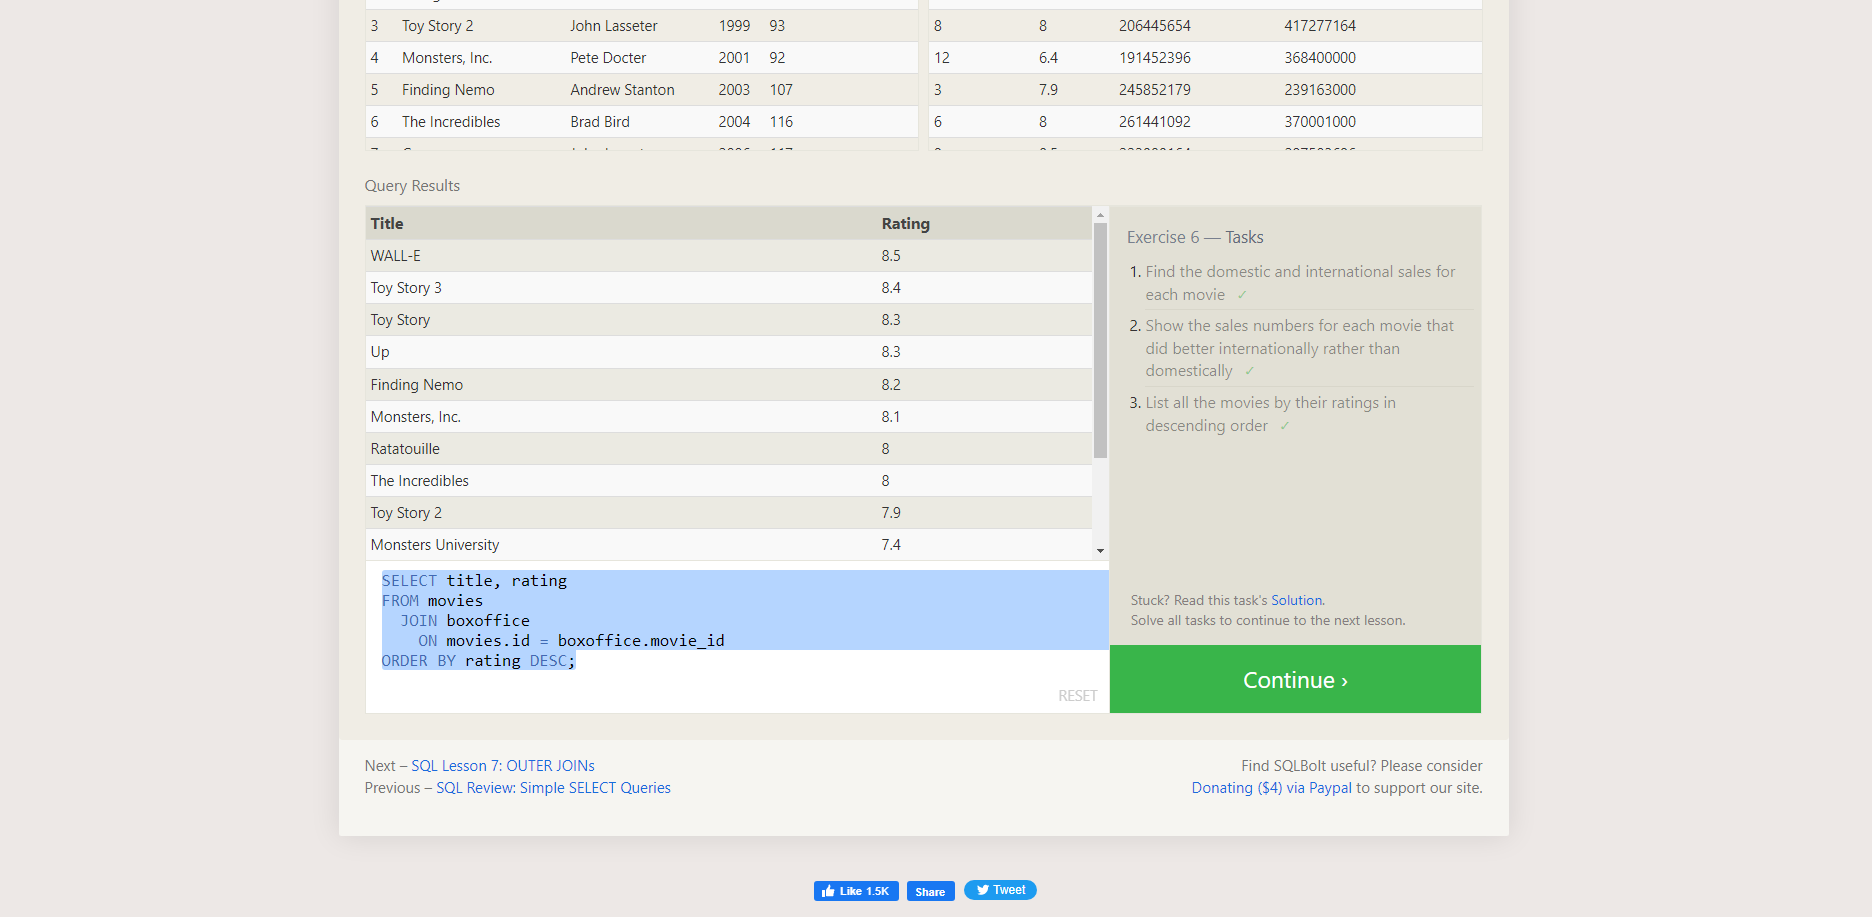 3 Toy Story 2 John Lasseter 1999 93 8 8 206445654 417277164
4 Monsters, Inc. Pete Docter 2001 92 12 6.4 191452396 368400000
5 Finding Nemo Andrew Stanton 2003 107 3 7.9 245852179 239163000
6 The Incredibles Brad Bird 2004 116 6 8 261441092 370001000
Query Results
Title Rating
WALL-E 8.5
Toy Story 3 8.4
Toy Story 8.3
Up 8.3
Finding Nemo 8.2
Monsters, Inc. 8.1
Ratatouille 8
The Incredibles 8
Toy Story 2 7.9
Monsters University 7.4
SELECT title, rating
FROM movies
JOIN boxoffice
ON movies.id = boxoffice.movie_id
ORDER BY rating DESC;
RESET
Exercise 6 — Tasks
1. Find the domestic and international sales for
each movie ✓
2. Show the sales numbers for each movie that
did better internationally rather than
domestically ✓
3. List all the movies by their ratings in
descending order ✓
Stuck? Read this task's Solution.
Solve all tasks to continue to the next lesson.
Continue ›
Next – SQL Lesson 7: OUTER JOINs
Previous – SQL Review: Simple SELECT Queries
Find SQLBolt useful? Please consider
Donating ($4) via Paypal to support our site.
Like 1.5K Share Tweet